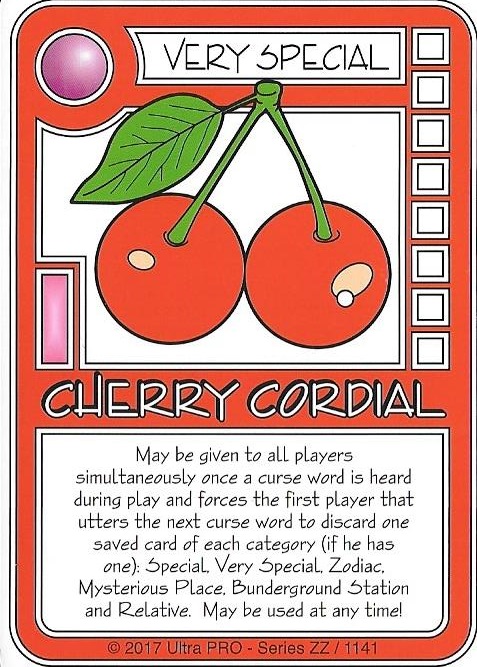 VERY SPECIAL
CHERRY CORDIAL
May be given to all players
simultaneously once a curse word is heard
during play and forces the first player that
utters the next curse word to discard one
saved card of each category (if he has
one): Special, Very Special, Zodiac,
Mysterious Place, Bunderground Station
and Relative. May be used at any time!
© 2017 Ultra PRO - Series ZZ / 1141